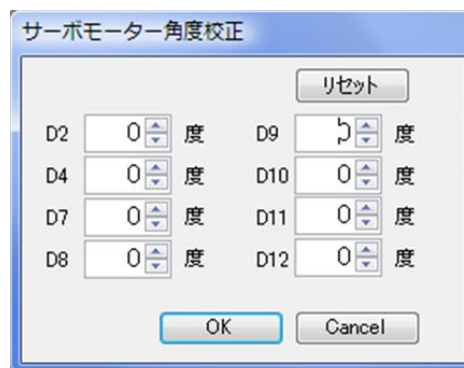 サーボモーター角度校正
リセット
D2 0 度 D9 度
D4 0 度 D10 0 度
D7 0 度 D11 0 度
D8 0 度 D12 0 度
OK Cancel